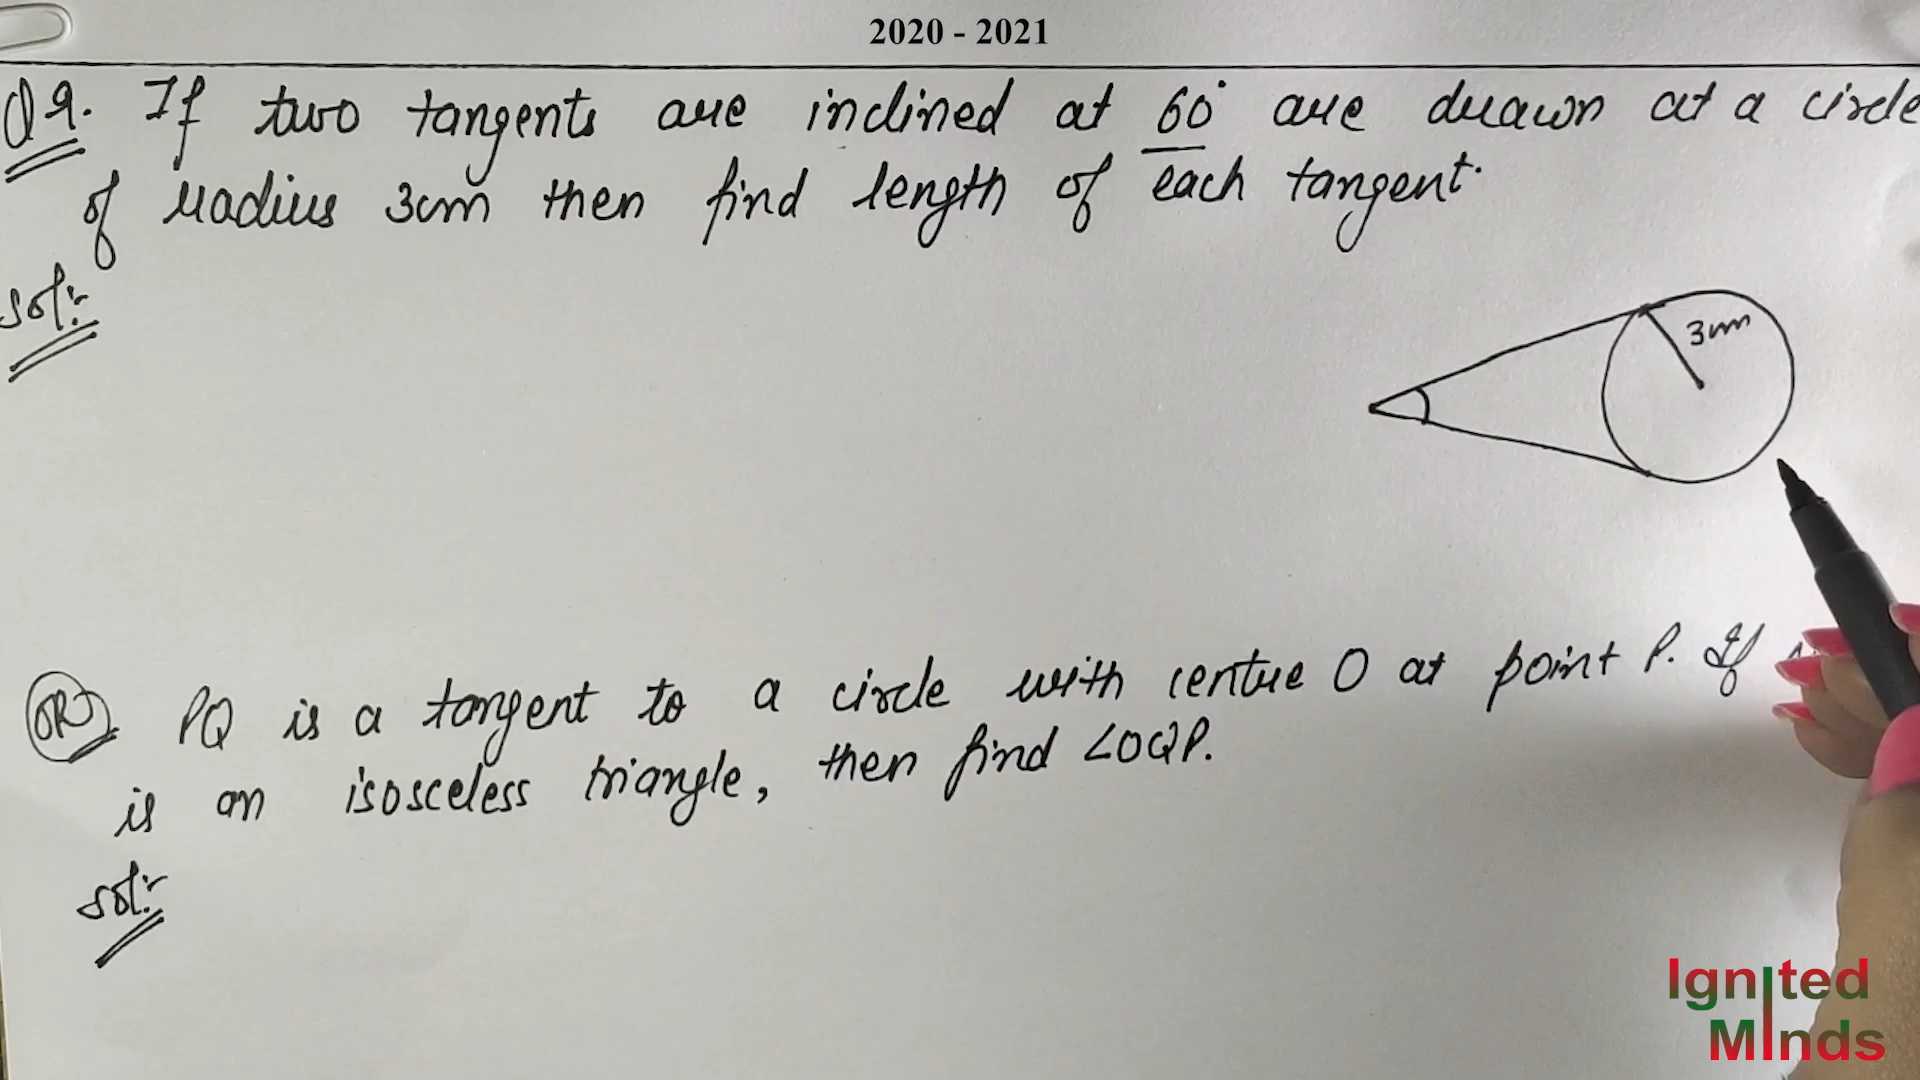 2020 - 2021
Q9. If two tangents are inclined at 60° are drawn at a circle
of radius 3cm then find length of each tangent.
Sol:-
3cm
OR PQ is a tangent to a circle with centre O at point P. If
is an isosceless triangle, then find ∠OQP.
Sol:-
Ignited
Minds